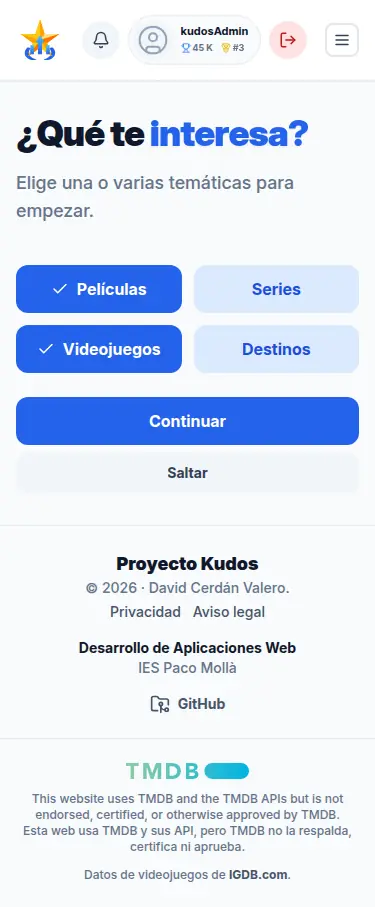 kudosAdmin
45 K #3
¿Qué te interesa?
Elige una o varias temáticas para
empezar.
Películas Series
Videojuegos Destinos
Continuar
Saltar
Proyecto Kudos
© 2026 · David Cerdán Valero.
Privacidad Aviso legal
Desarrollo de Aplicaciones Web
IES Paco Mollà
GitHub
TMDB
This website uses TMDB and the TMDB APIs but is not
endorsed, certified, or otherwise approved by TMDB.
Esta web usa TMDB y sus API, pero TMDB no la respalda,
certifica ni aprueba.
Datos de videojuegos de IGDB.com.